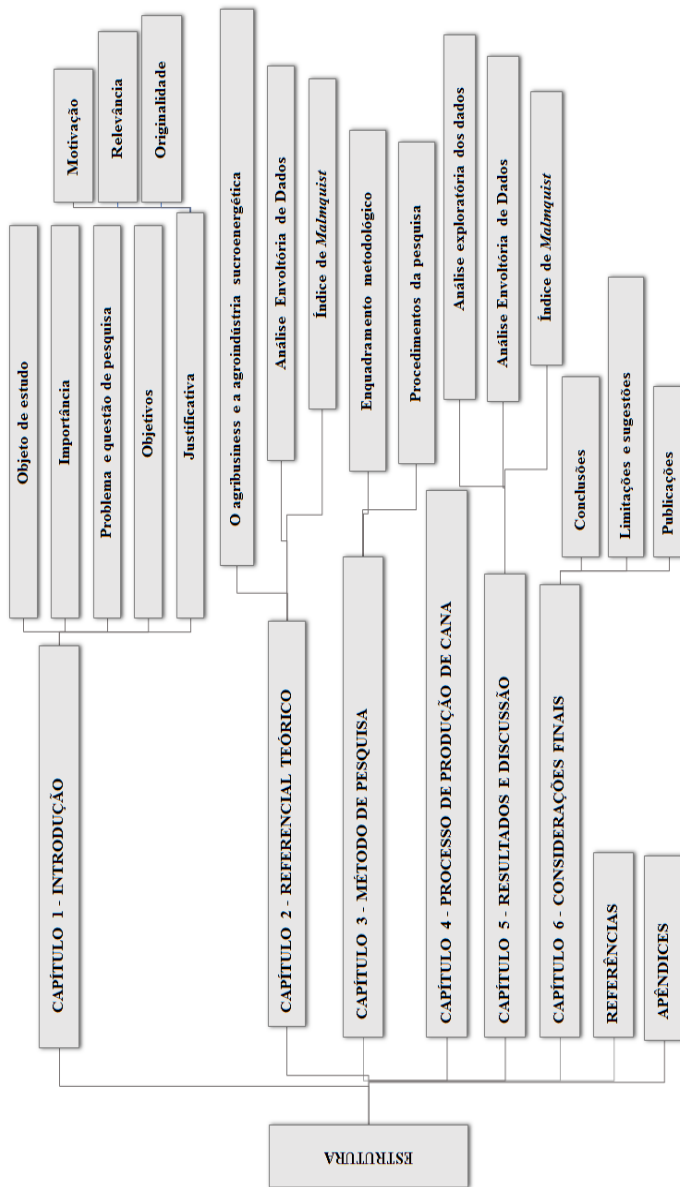 ESTRUTURA
CAPÍTULO 1 - INTRODUÇÃO
Objeto de estudo
Importância
Problema e questão de pesquisa
Objetivos
Justificativa
Motivação
Relevância
Originalidade
CAPÍTULO 2 - REFERENCIAL TEÓRICO
O agribusiness e a agroindústria sucroenergética
Análise Envoltória de Dados
Índice de Malmquist
CAPÍTULO 3 - MÉTODO DE PESQUISA
Enquadramento metodológico
Procedimentos da pesquisa
CAPÍTULO 4 - PROCESSO DE PRODUÇÃO DE CANA
CAPÍTULO 5 - RESULTADOS E DISCUSSÃO
Análise exploratória dos dados
Análise Envoltória de Dados
Índice de Malmquist
CAPÍTULO 6 - CONSIDERAÇÕES FINAIS
Conclusões
Limitações e sugestões
Publicações
REFERÊNCIAS
APÊNDICES